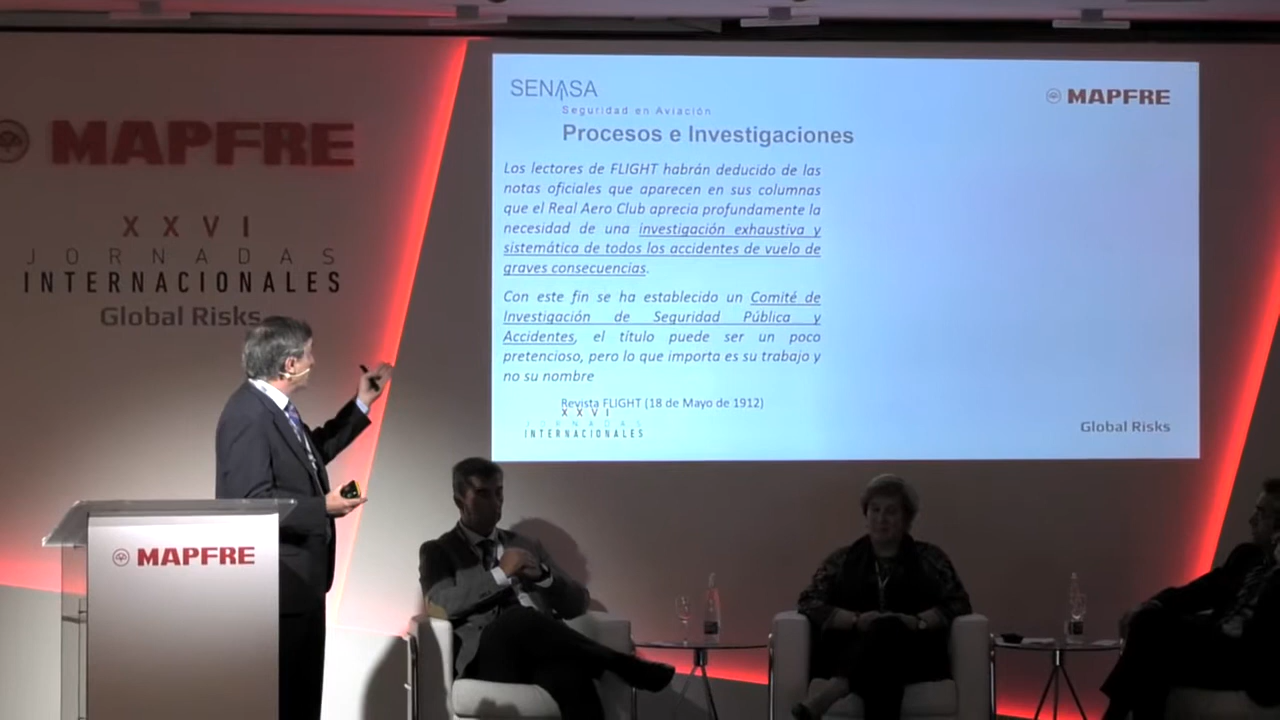 MAPFRE
XXVI
JORNADAS
INTERNACIONALES
Global Risks
SENASA
Seguridad en Aviación
MAPFRE
Procesos e Investigaciones
Los lectores de FLIGHT habrán deducido de las
notas oficiales que aparecen en sus columnas
que el Real Aero Club aprecia profundamente la
necesidad de una investigación exhaustiva y
sistemática de todos los accidentes de vuelo de
graves consecuencias.
Con este fin se ha establecido un Comité de
Investigación de Seguridad Pública y
Accidentes, el título puede ser un poco
pretencioso, pero lo que importa es su trabajo y
no su nombre
Revista FLIGHT (18 de Mayo de 1912)
XXVI
JORNADAS
INTERNACIONALES
Global Risks
MAPFRE